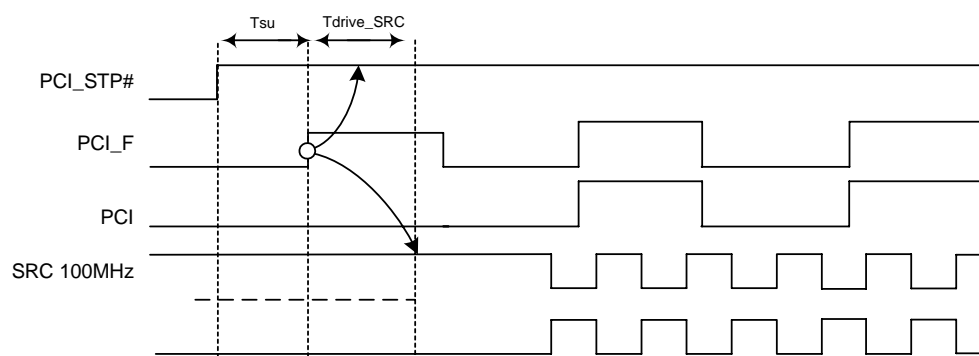 Tsu Tdrive_SRC
PCI_STP#
PCI_F
PCI
SRC 100MHz